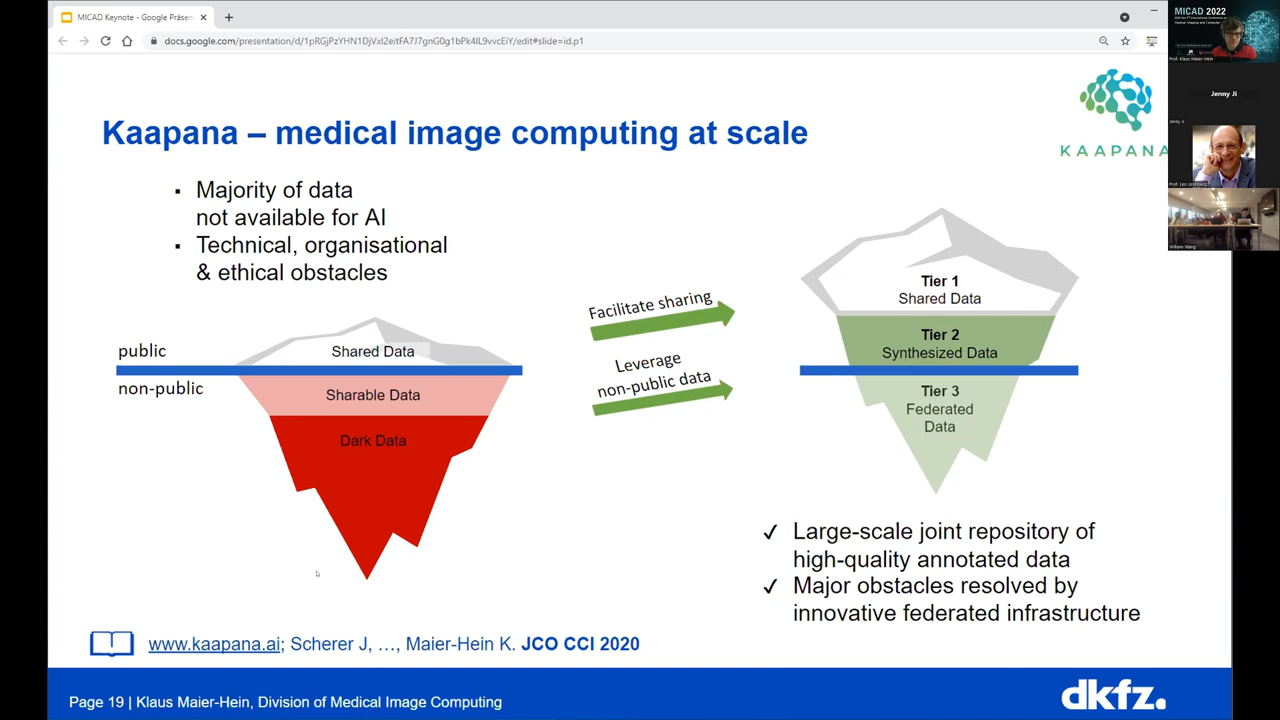 MICAD Keynote - Google Präsen
docs.google.com/presentation/d/1pRGjPzYHN1DjVxI2eitFA7J7gnG0g1bPk4lL9vvcEiY/edit#slide=id.p1
MICAD 2022
Prof. Klaus Maier-Hein
Jenny Ji
Jenny Ji
William Wang
KAAPANA
Kaapana – medical image computing at scale
▪ Majority of data
not available for AI
▪ Technical, organisational
& ethical obstacles
public
non-public
Shared Data
Sharable Data
Dark Data
Facilitate sharing
Leverage
non-public data
Tier 1
Shared Data
Tier 2
Synthesized Data
Tier 3
Federated
Data
✓ Large-scale joint repository of
high-quality annotated data
✓ Major obstacles resolved by
innovative federated infrastructure
www.kaapana.ai; Scherer J, …, Maier-Hein K. JCO CCI 2020
Page 19 | Klaus Maier-Hein, Division of Medical Image Computing
dkfz.